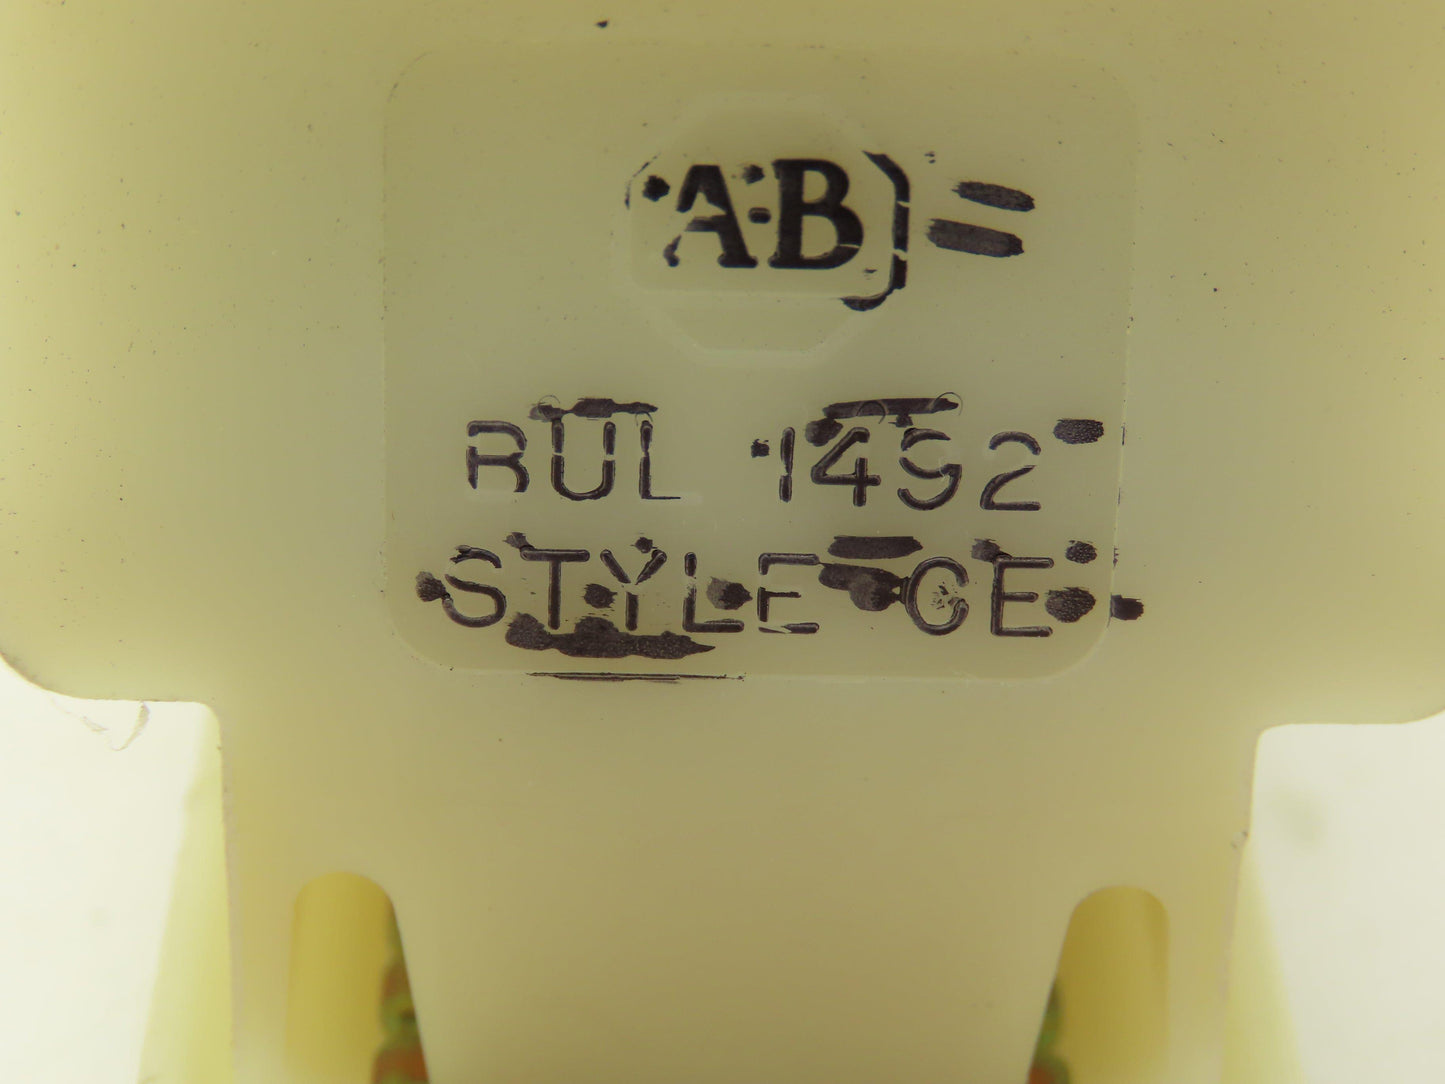 A-B
BUL 1492
STYLE CE